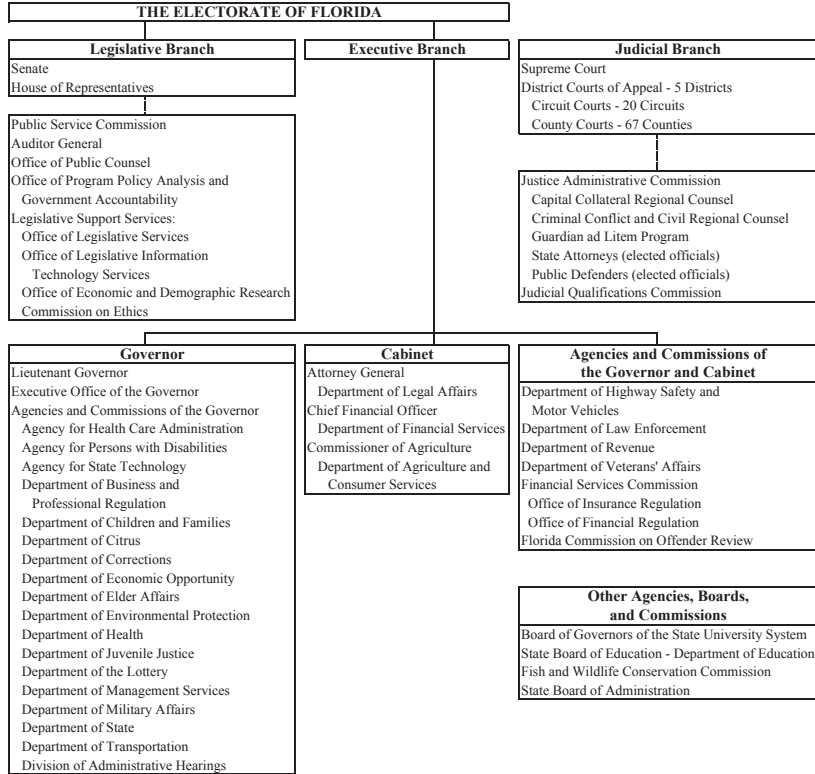 THE ELECTORATE OF FLORIDA
Legislative Branch
Senate
House of Representatives
Public Service Commission
Auditor General
Office of Public Counsel
Office of Program Policy Analysis and
Government Accountability
Legislative Support Services:
Office of Legislative Services
Office of Legislative Information
Technology Services
Office of Economic and Demographic Research
Commission on Ethics
Executive Branch
Judicial Branch
Supreme Court
District Courts of Appeal - 5 Districts
Circuit Courts - 20 Circuits
County Courts - 67 Counties
Justice Administrative Commission
Capital Collateral Regional Counsel
Criminal Conflict and Civil Regional Counsel
Guardian ad Litem Program
State Attorneys (elected officials)
Public Defenders (elected officials)
Judicial Qualifications Commission
Governor
Lieutenant Governor
Executive Office of the Governor
Agencies and Commissions of the Governor
Agency for Health Care Administration
Agency for Persons with Disabilities
Agency for State Technology
Department of Business and
Professional Regulation
Department of Children and Families
Department of Citrus
Department of Corrections
Department of Economic Opportunity
Department of Elder Affairs
Department of Environmental Protection
Department of Health
Department of Juvenile Justice
Department of the Lottery
Department of Management Services
Department of Military Affairs
Department of State
Department of Transportation
Division of Administrative Hearings
Cabinet
Attorney General
Department of Legal Affairs
Chief Financial Officer
Department of Financial Services
Commissioner of Agriculture
Department of Agriculture and
Consumer Services
Agencies and Commissions of
the Governor and Cabinet
Department of Highway Safety and
Motor Vehicles
Department of Law Enforcement
Department of Revenue
Department of Veterans' Affairs
Financial Services Commission
Office of Insurance Regulation
Office of Financial Regulation
Florida Commission on Offender Review
Other Agencies, Boards,
and Commissions
Board of Governors of the State University System
State Board of Education - Department of Education
Fish and Wildlife Conservation Commission
State Board of Administration